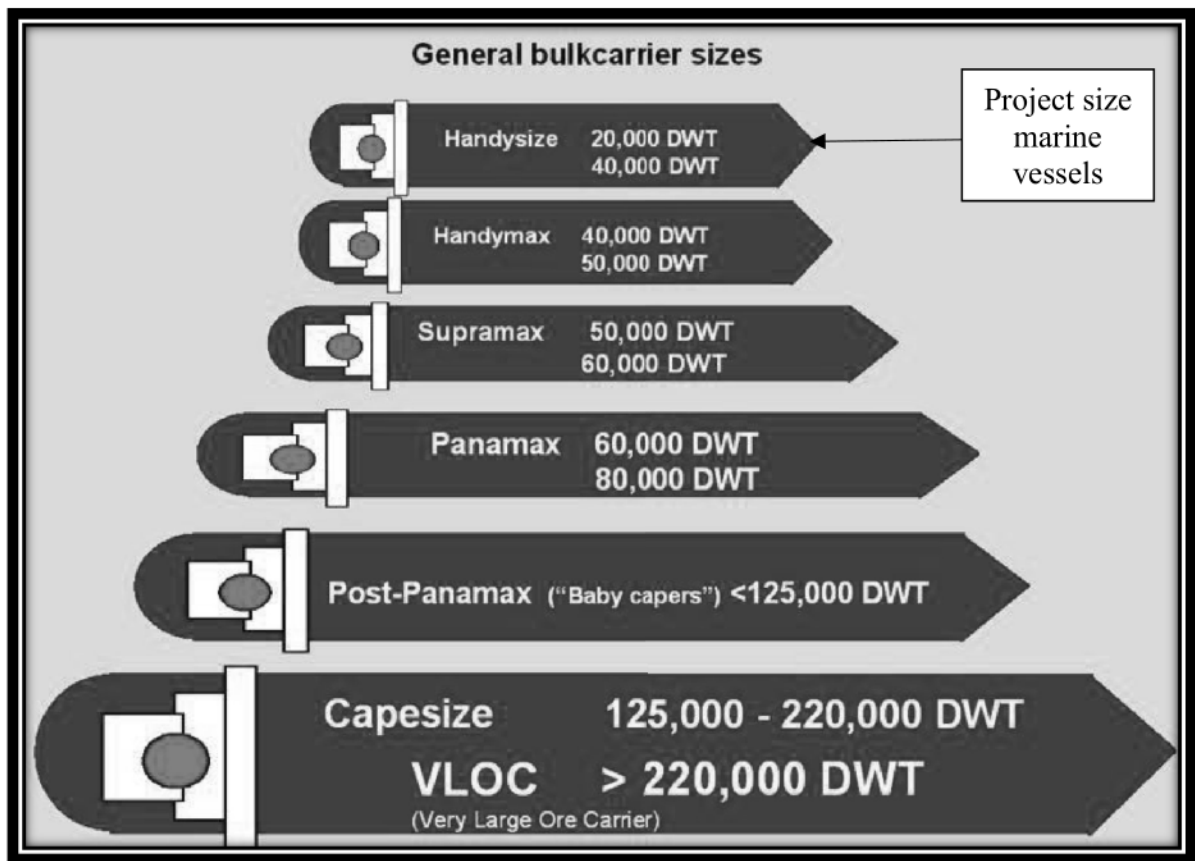 General bulkcarrier sizes
Project size
marine
vessels
Handysize 20,000 DWT
40,000 DWT
Handymax 40,000 DWT
50,000 DWT
Supramax 50,000 DWT
60,000 DWT
Panamax 60,000 DWT
80,000 DWT
Post-Panamax (“Baby capers”) <125,000 DWT
Capesize 125,000 - 220,000 DWT
VLOC > 220,000 DWT
(Very Large Ore Carrier)